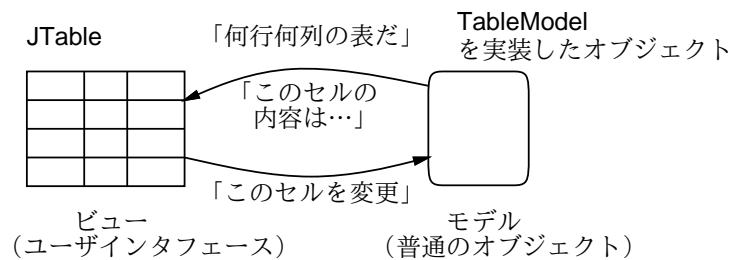 JTable
「何行何列の表だ」
TableModel
を実装したオブジェクト
「このセルの
内容は…」
「このセルを変更」
ビュー
（ユーザインタフェース）
モデル
（普通のオブジェクト）